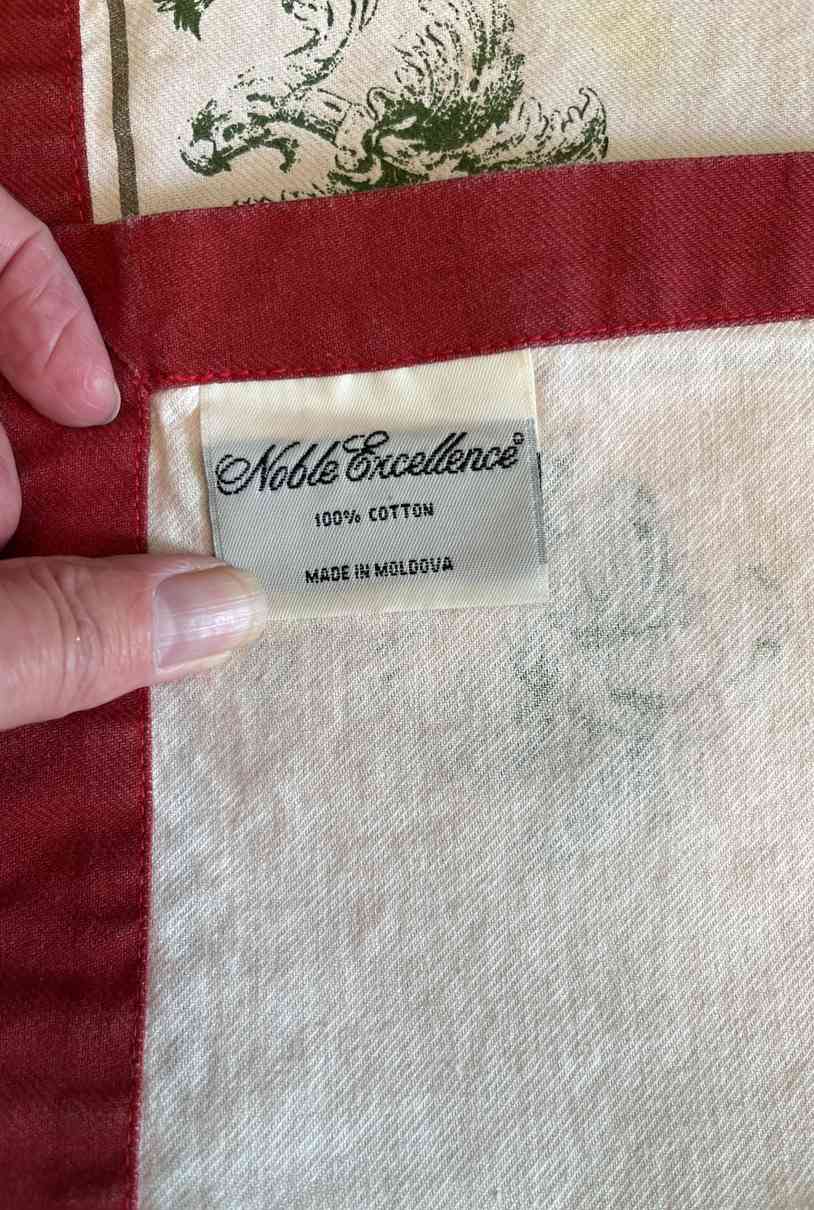 Noble Excellence®
100% COTTON
MADE IN MOLDOVA